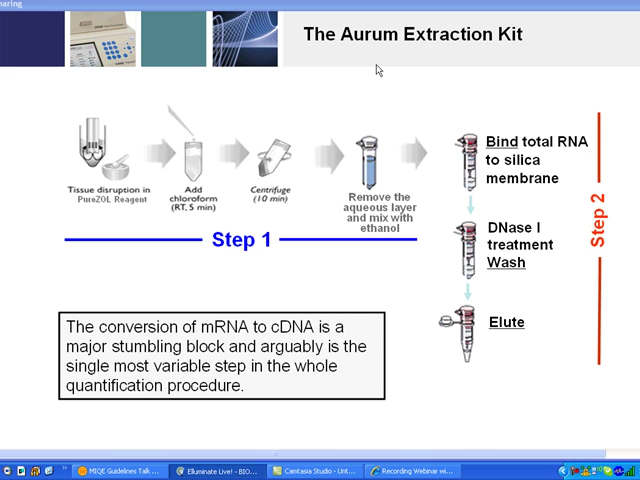 haring
The Aurum Extraction Kit
Tissue disruption in
PureZOL Reagent
Add
chloroform
(RT, 5 min)
Centrifuge
(10 min)
Remove the
aqueous layer
and mix with
ethanol
Step 1
Bind total RNA
to silica
membrane
DNase I
treatment
Wash
Elute
Step 2
The conversion of mRNA to cDNA is a
major stumbling block and arguably is the
single most variable step in the whole
quantification procedure.
MIQE Guidelines Talk ...
Elluminate Live! - BIO...
Camtasia Studio - Unt...
Recording Webinar wi...